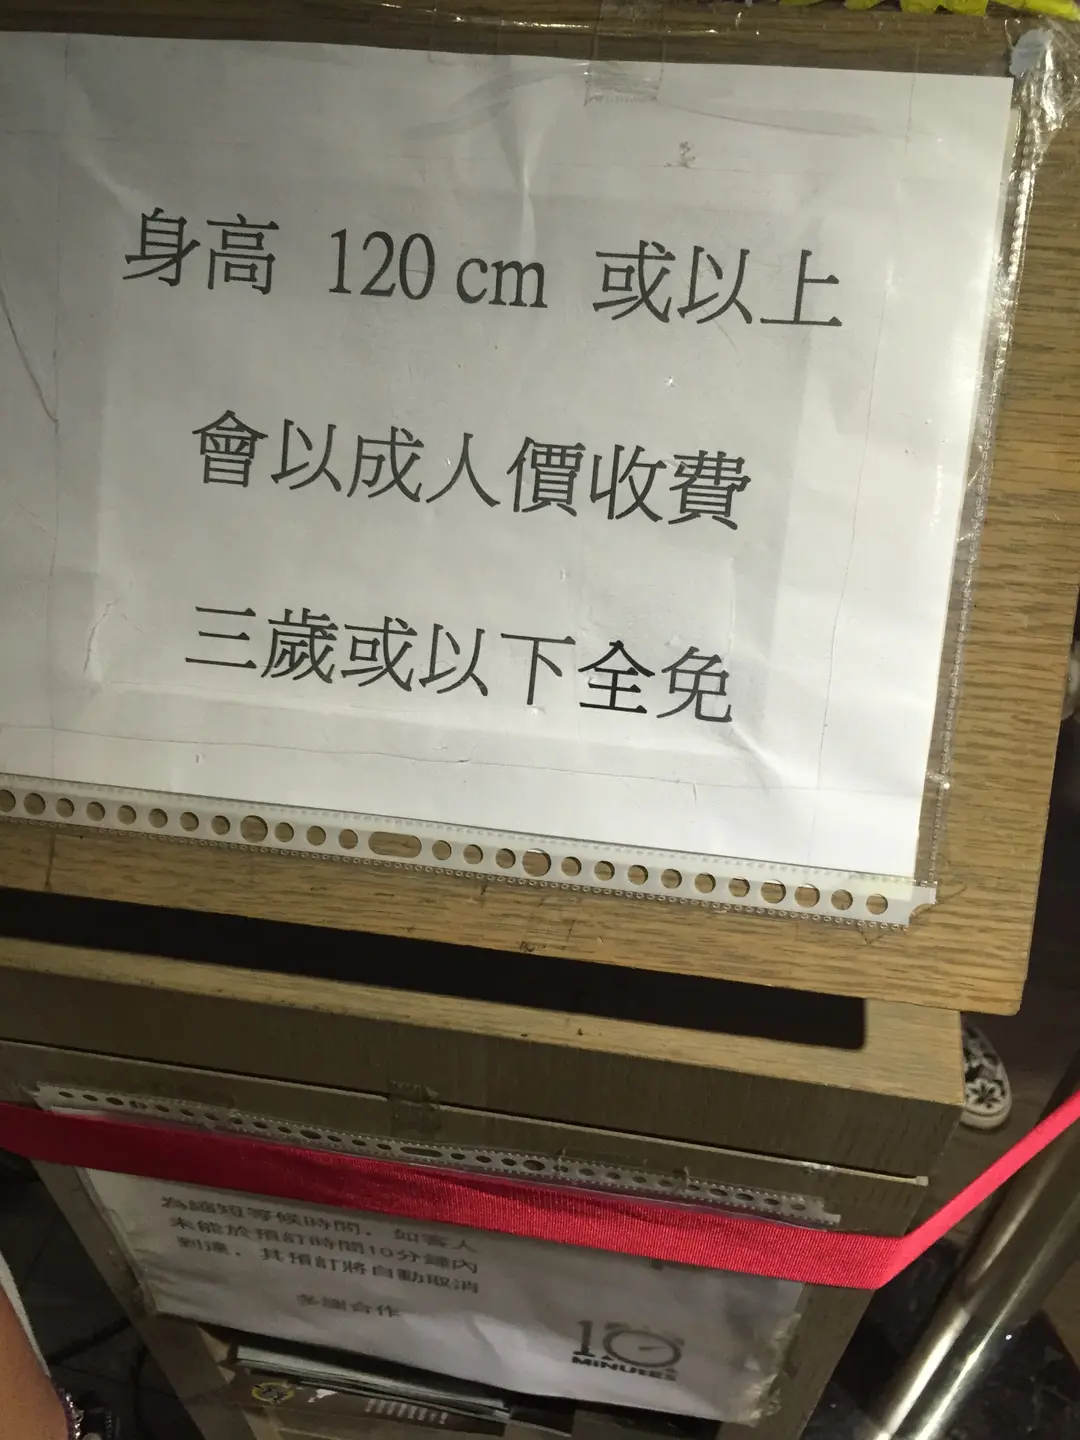 身高 120 cm 或以上
會以成人價收費
三歲或以下全免
為縮短等候時間，如客人
未能於預訂時間10分鐘內
到達，其預訂將自動取消
多謝合作
10
MINUTES